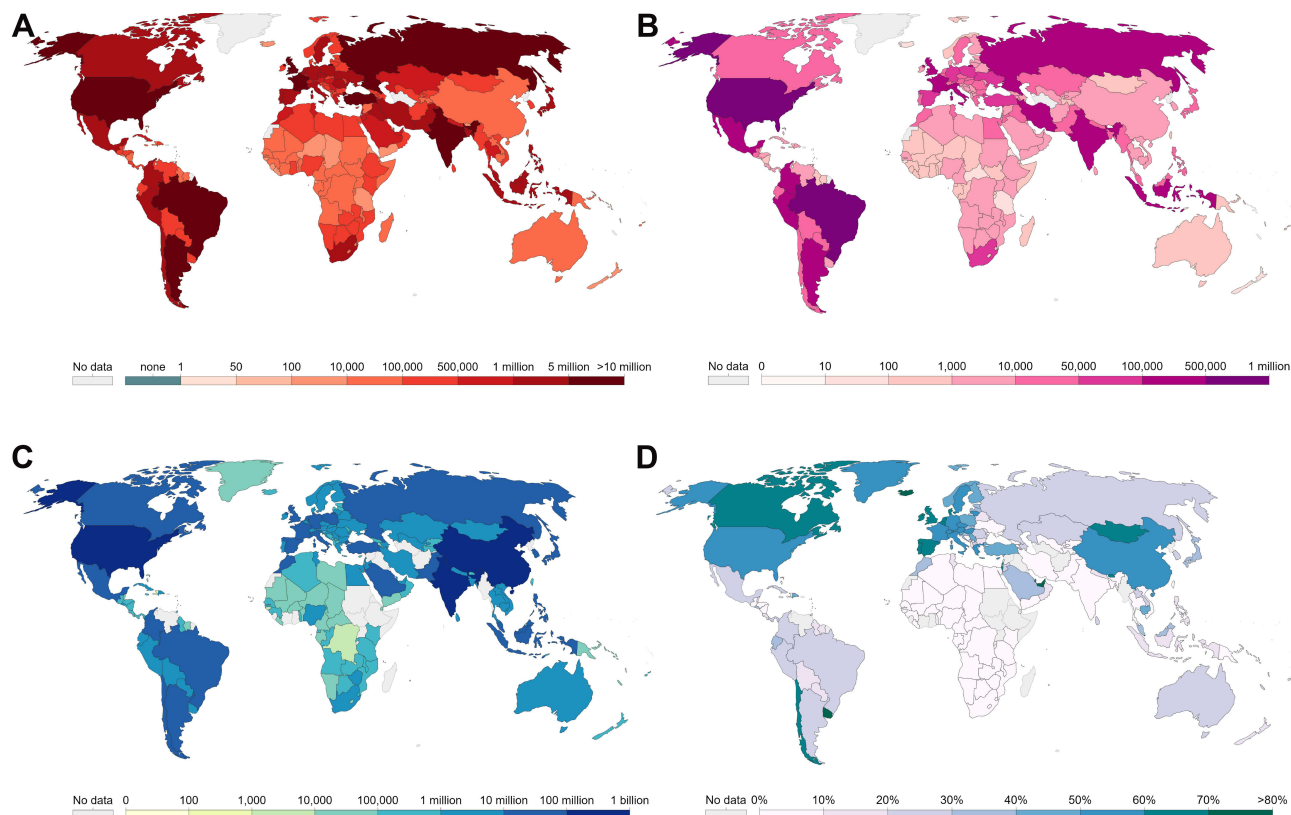 A
B
No data none 1 50 100 10,000 100,000 500,000 1 million 5 million >10 million
No data 0 10 100 1,000 10,000 50,000 100,000 500,000 1 million
C
D
No data 0 100 1,000 10,000 100,000 1 million 10 million 100 million 1 billion
No data 0% 10% 20% 30% 40% 50% 60% 70% >80%